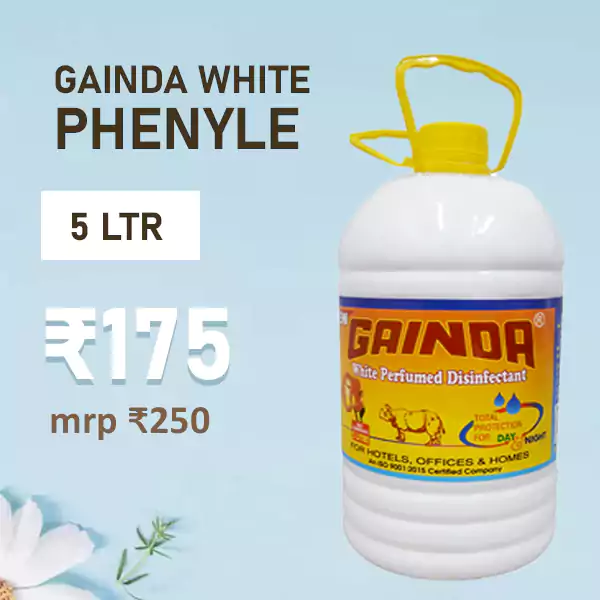 GAINDA WHITE
PHENYLE
5 LTR
₹175
mrp ₹250
GAINDA®
White Perfumed Disinfectant
TOTAL
PROTECTION
FOR DAY & NIGHT
FOR HOTELS, OFFICES & HOMES
An ISO 9001:2015 Certified Company